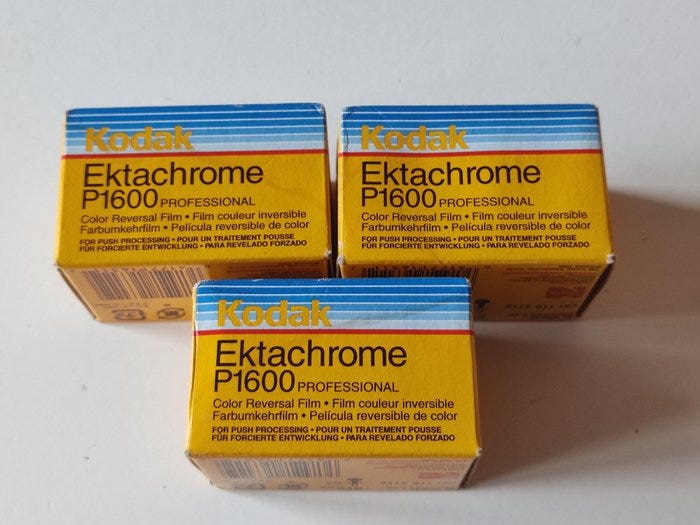 Kodak
Ektachrome
P1600 PROFESSIONAL
Color Reversal Film • Film couleur inversible
Farbumkehrfilm • Película reversible de color
FOR PUSH PROCESSING • POUR UN TRAITEMENT POUSSE
FÜR FORCIERTE ENTWICKLUNG • PARA REVELADO FORZADO
Kodak
Ektachrome
P1600 PROFESSIONAL
Color Reversal Film • Film couleur inversible
Farbumkehrfilm • Película reversible de color
FOR PUSH PROCESSING • POUR UN TRAITEMENT POUSSE
FÜR FORCIERTE ENTWICKLUNG • PARA REVELADO FORZADO
Kodak
Ektachrome
P1600 PROFESSIONAL
Color Reversal Film • Film couleur inversible
Farbumkehrfilm • Película reversible de color
FOR PUSH PROCESSING • POUR UN TRAITEMENT POUSSE
FÜR FORCIERTE ENTWICKLUNG • PARA REVELADO FORZADO